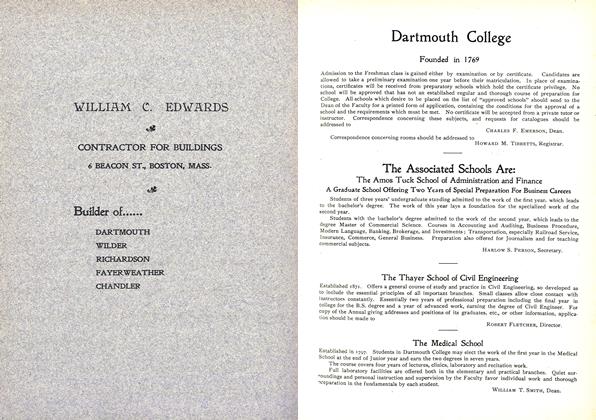 WILLIAM C. EDWARDS
CONTRACTOR FOR BUILDINGS
6 BEACON ST., BOSTON, MASS.
Builder of......
DARTMOUTH
WILDER
RICHARDSON
FAYERWEATHER
CHANDLER
Dartmouth College
Founded in 1769
Admission to the Freshman class is gained either by examination or by certificate. Candidates are
allowed to take a preliminary examination one year before their matriculation. In place of examina-
tions, certificates will be received from preparatory schools which hold the certificate privilege. No
school will be approved that has not an established regular and thorough course of preparation for
College. All schools which desire to be placed on the list of "approved schools" should send to the
Dean of the Faculty for a printed form of application, containing the conditions for the approval of a
school and the requirements which must be met. No certificate will be accepted from a private tutor or
instructor. Correspondence concerning these subjects, and requests for catalogues should be
addressed to
CHARLES F. EMERSON, Dean.
Correspondence concerning rooms should be addressed to
HOWARD M. TIBBETTS, Registrar.
The Associated Schools Are:
The Amos Tuck School of Administration and Finance
A Graduate School Offering Two Years of Special Preparation For Business Careers
Students of three years' undergraduate standing admitted to the work of the first year, which leads
to the bachelor's degree. The work of this year lays a foundation for the specialized work of the
second year.
Students with the bachelor's degree admitted to the work of the second year, which leads to the
degree Master of Commercial Science. Courses in Accounting and Auditing, Business Procedure,
Modern Language, Banking, Brokerage, and Investments; Transportation, especially Railroad Service,
Insurance, Commerce, General Business. Preparation also offered for Journalism and for teaching
commercial subjects.
HARLOW S. PERSON, Secretary.
The Thayer School of Civil Engineering
Established 1871. Offers a general course of study and practice in Civil Engineering, so developed as
to include the essential principles of all important branches. Small classes allow close contact with
instructors constantly. Essentially two years of professional preparation including the final year in
college for the B.S. degree and a year of advanced work, earning the degree of Civil Engineer. For
copy of the Annual giving addresses and positions of its graduates, etc., or other information, applica-
tion should be made to
ROBERT FLETCHER, Director.
The Medical School
Established in 1797. Students in Dartmouth College may elect the work of the first year in the Medical
School at the end of Junior year and earn the two degrees in seven years.
The course covers four years of lectures, clinics, laboratory and recitation work.
Full laboratory facilities are offered both in the elementary and practical branches. Quiet sur-
roundings and personal instruction and supervision by the Faculty favor individual work and thorough
preparation in the fundamentals by each student.
WILLIAM T. SMITH, Dean.